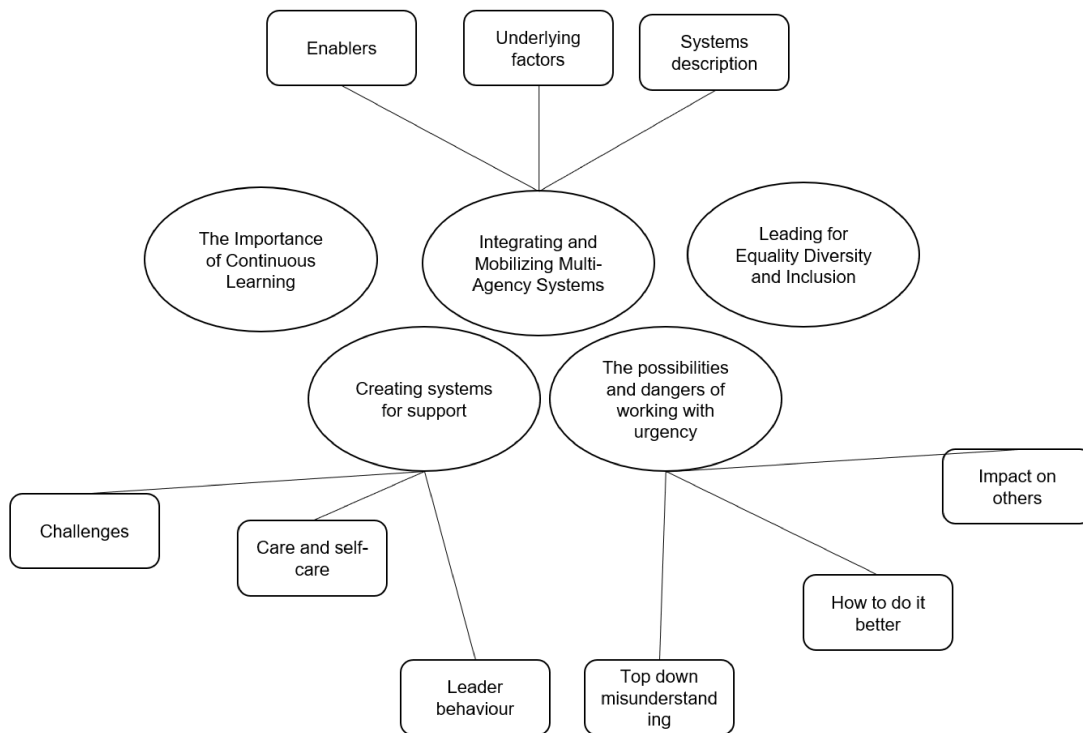 Enablers
Underlying
factors
Systems
description
The Importance
of Continuous
Learning
Integrating and
Mobilizing Multi-
Agency Systems
Leading for
Equality Diversity
and Inclusion
Creating systems
for support
The possibilities
and dangers of
working with
urgency
Challenges
Care and self-
care
Impact on
others
How to do it
better
Leader
behaviour
Top down
misunderstand
ing